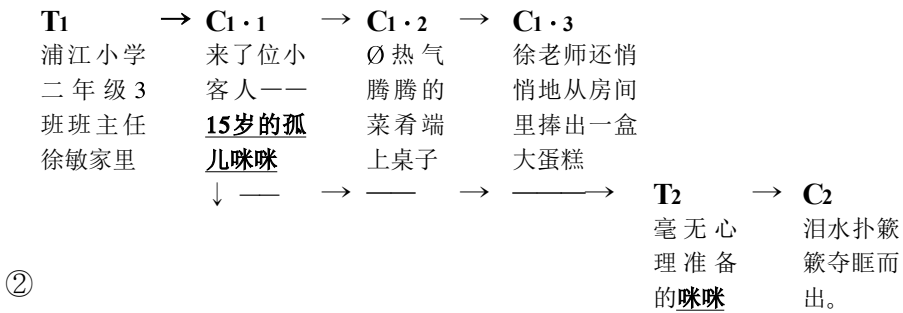 T1 → C1·1 → C1·2 → C1·3
浦江小学 来了位小 Ø热气 徐老师还悄
二年级3 客人—— 腾腾的 悄地从房间
班班主任 15岁的孤 菜肴端 里捧出一盒
徐敏家里 儿咪咪 上桌子 大蛋糕
↓ —— → —— → ——→ T2 → C2
毫无心 泪水扑簌
理准备 簌夺眶而
② 的咪咪 出。